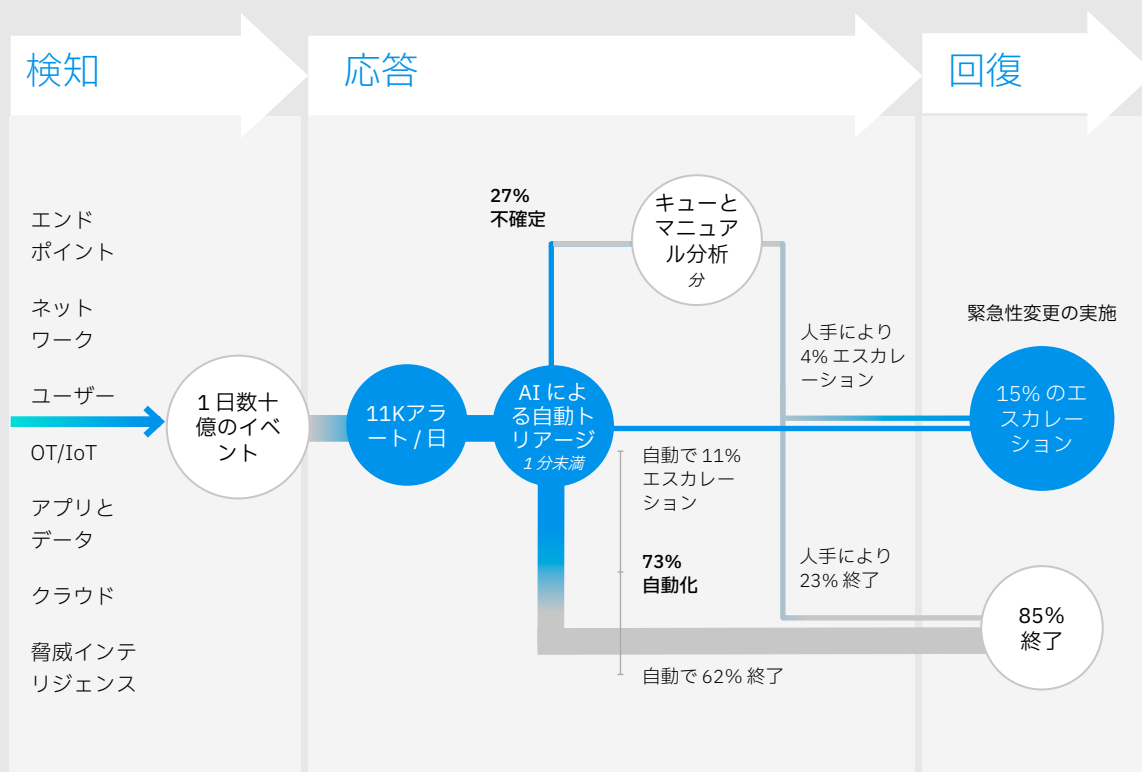 検知
応答
回復
エンド
ポイント
ネット
ワーク
ユーザー
OT/IoT
アプリと
データ
クラウド
脅威インテ
リジェンス
1日数十
億のイベ
ント
11Kアラ
ート / 日
AI によ
る自動ト
リアージ
1 分未満
27%
不確定
キューと
マニュア
ル分析
分
人手により
4% エスカレ
ーション
自動で 11%
エスカレー
ション
73%
自動化
自動で 62% 終了
人手により
23% 終了
緊急性変更の実施
15% のエ
スカレー
ション
85%
終了